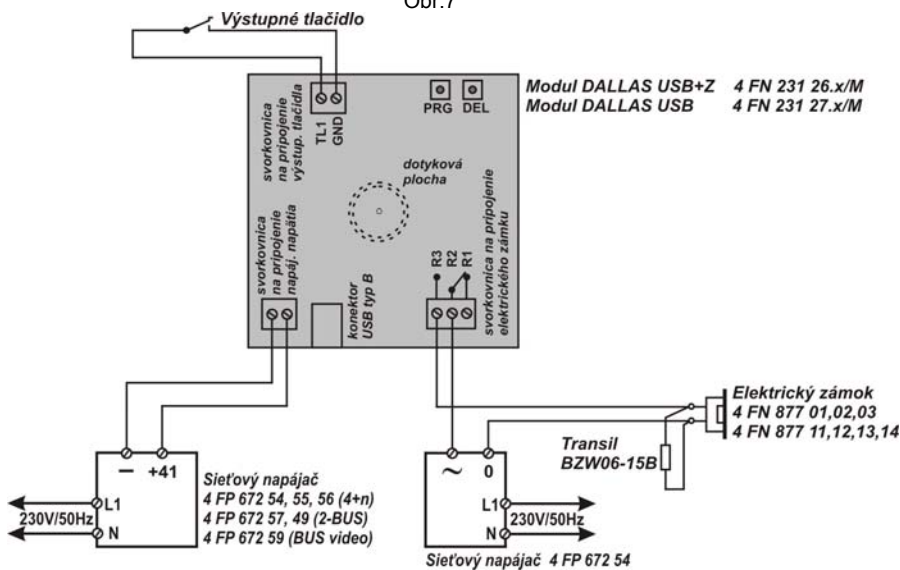 Obr.7
Výstupné tlačidlo
Modul DALLAS USB+Z 4 FN 231 26.x/M
Modul DALLAS USB 4 FN 231 27.x/M
PRG DEL
svorkovnica
na pripojenie
výstup. tlačidla
TL1
GND
dotyková
plocha
svorkovnica
na pripojenie
napáj. napätia
konektor
USB typ B
R3
R2
R1
svorkovnica na pripojenie
elektrického zámku
Elektrický zámok
4 FN 877 01,02,03
4 FN 877 11,12,13,14
Transil
BZW06-15B
– +41
L1
230V/50Hz
N
Sieťový napájač
4 FP 672 54, 55, 56 (4+n)
4 FP 672 57, 49 (2-BUS)
4 FP 672 59 (BUS video)
~ 0
L1
230V/50Hz
N
Sieťový napájač 4 FP 672 54